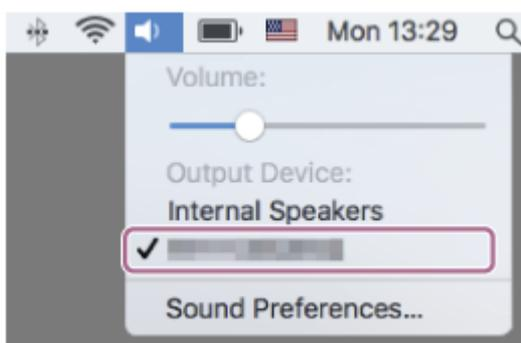 Mon 13:29
Volume:
Output Device:
Internal Speakers
Sound Preferences...